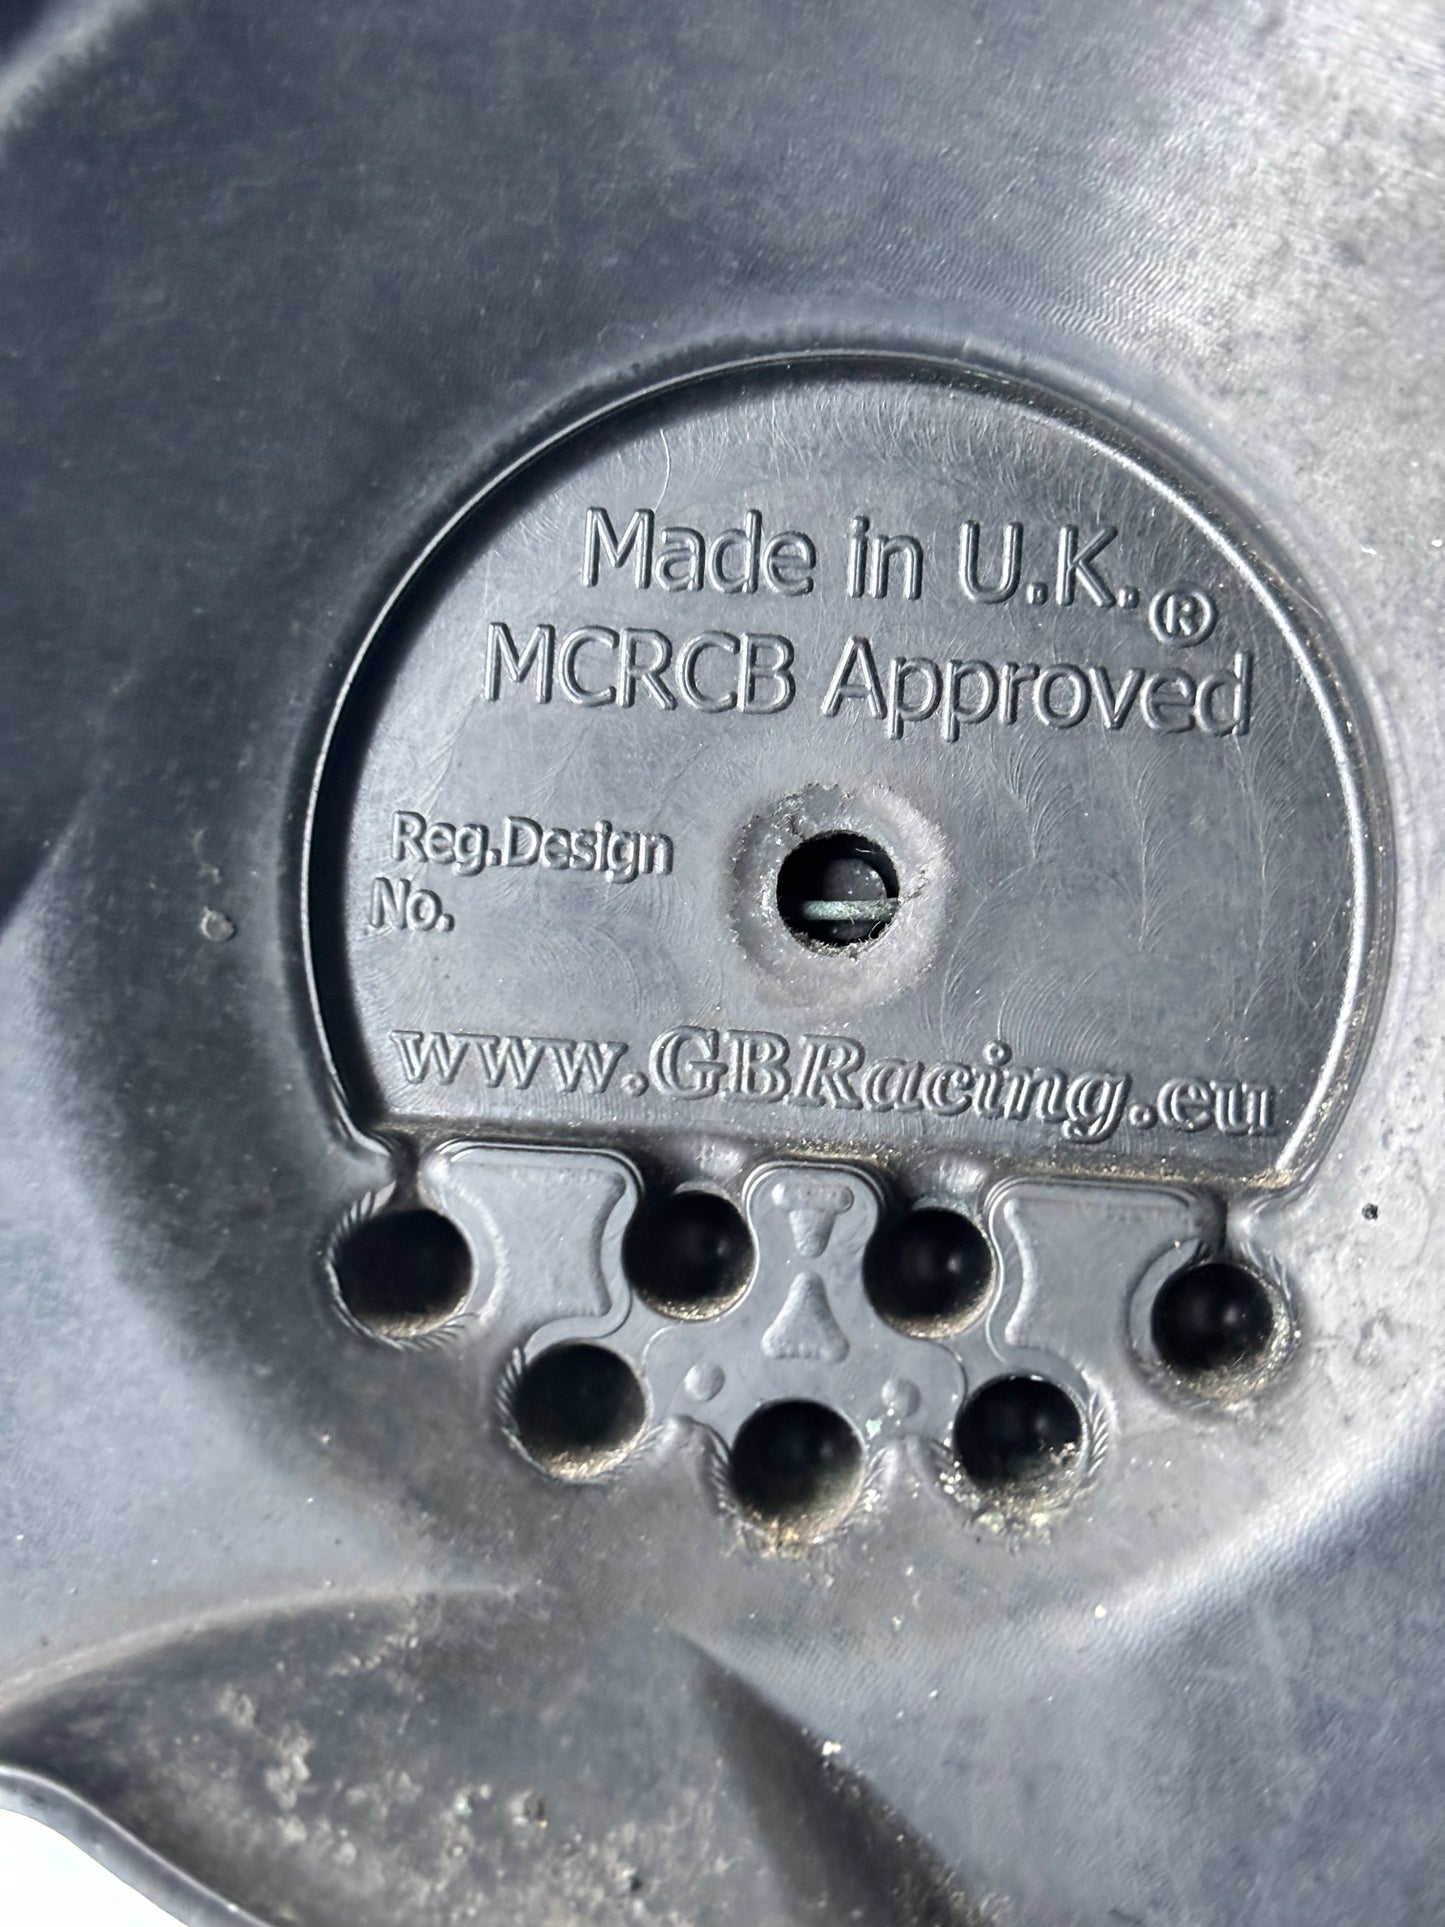 Made in U.K.
MCRCB Approved®
Reg.Design
No.
www.GBRacing.eu